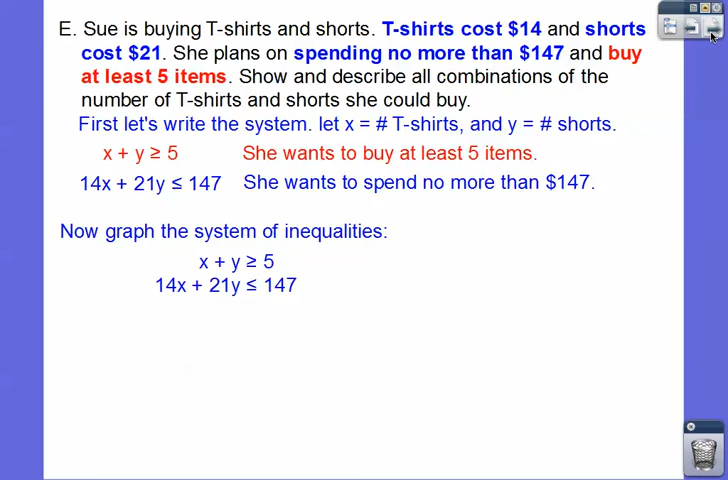 E. Sue is buying T-shirts and shorts. T-shirts cost $14 and shorts
cost $21. She plans on spending no more than $147 and buy
at least 5 items. Show and describe all combinations of the
number of T-shirts and shorts she could buy.
First let's write the system. let x = # T-shirts, and y = # shorts.
x + y ≥ 5 She wants to buy at least 5 items.
14x + 21y ≤ 147 She wants to spend no more than $147.
Now graph the system of inequalities:
x + y ≥ 5
14x + 21y ≤ 147